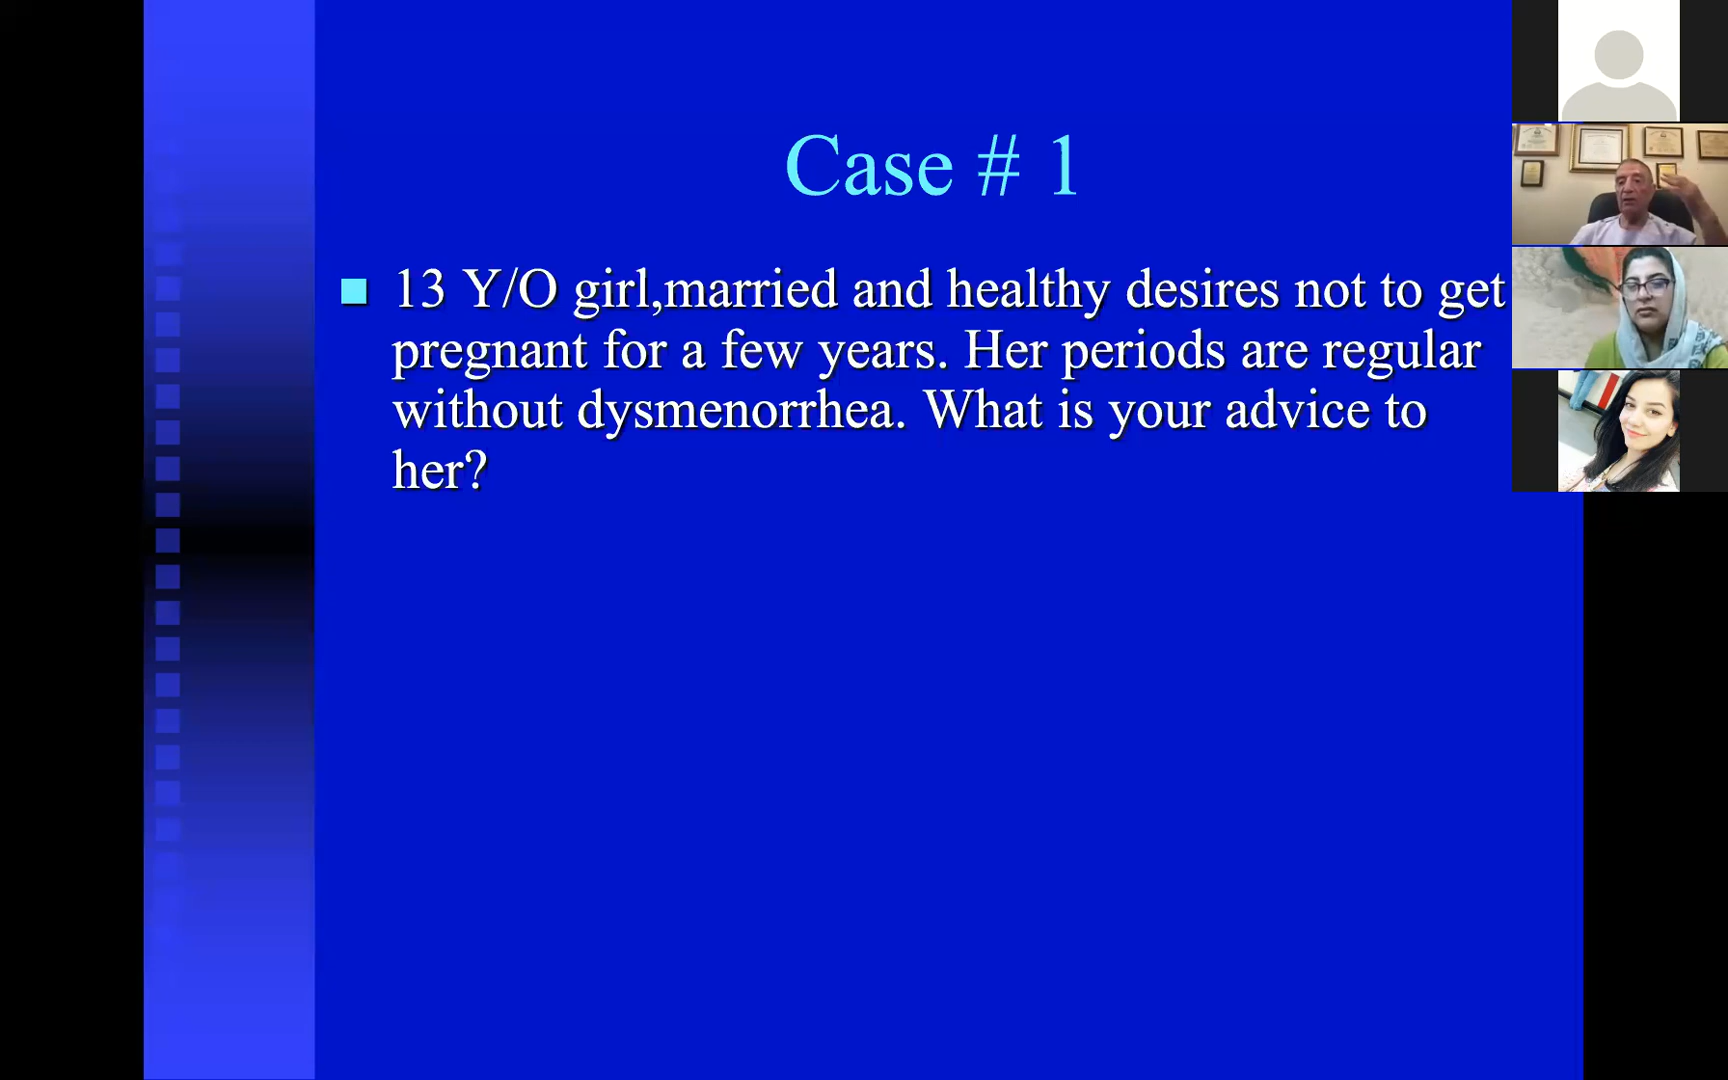 Case # 1
13 Y/O girl,married and healthy desires not to get
pregnant for a few years. Her periods are regular
without dysmenorrhea. What is your advice to
her?